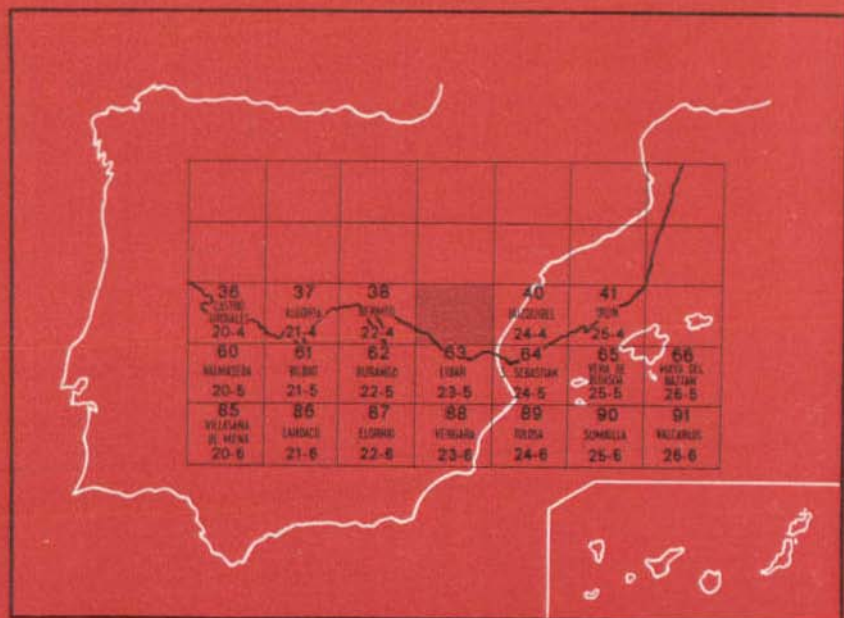 36
CASTRO
URDIALES
20-4
37
ALGORTA
21-4
38
BERMEO
22-4
40
JAIZQUIBEL
24-4
41
IRUN
25-4
60
VALMASEDA
20-5
61
BILBAO
21-5
62
DURANGO
22-5
63
EIBAR
23-5
64
SEBASTIAN
24-5
65
VERA DE
BIDASOA
25-5
66
MAYA DEL
BAZTAN
26-5
85
VILLASANA
DE MENA
20-6
86
LANDACO
21-6
87
ELORRIO
22-6
88
VERGARA
23-6
89
TOLOSA
24-6
90
SUMBILLA
25-6
91
VALCARLOS
26-6